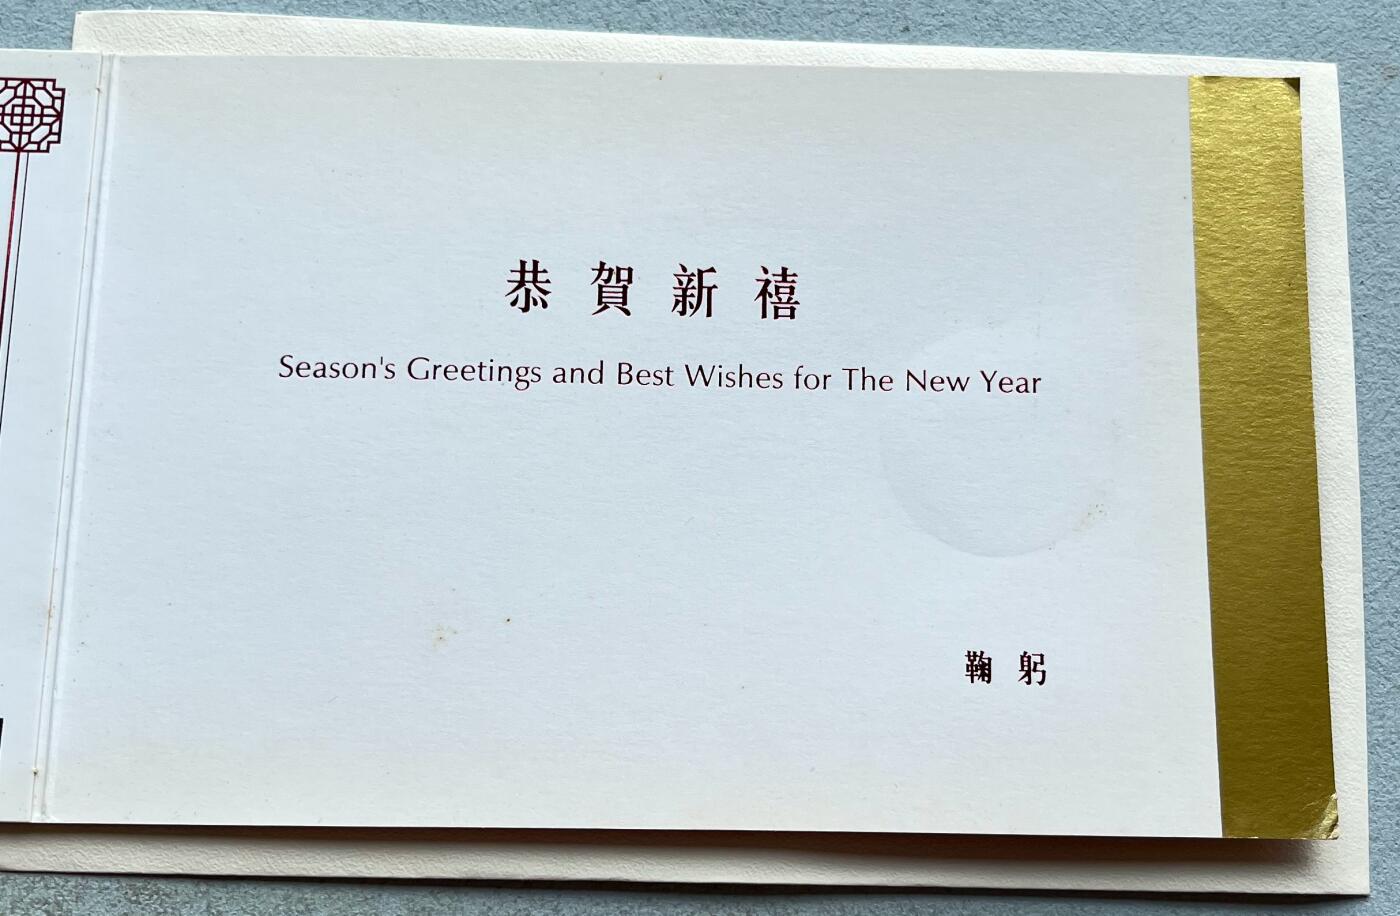 恭賀新禧
Season's Greetings and Best Wishes for The New Year
鞠躬